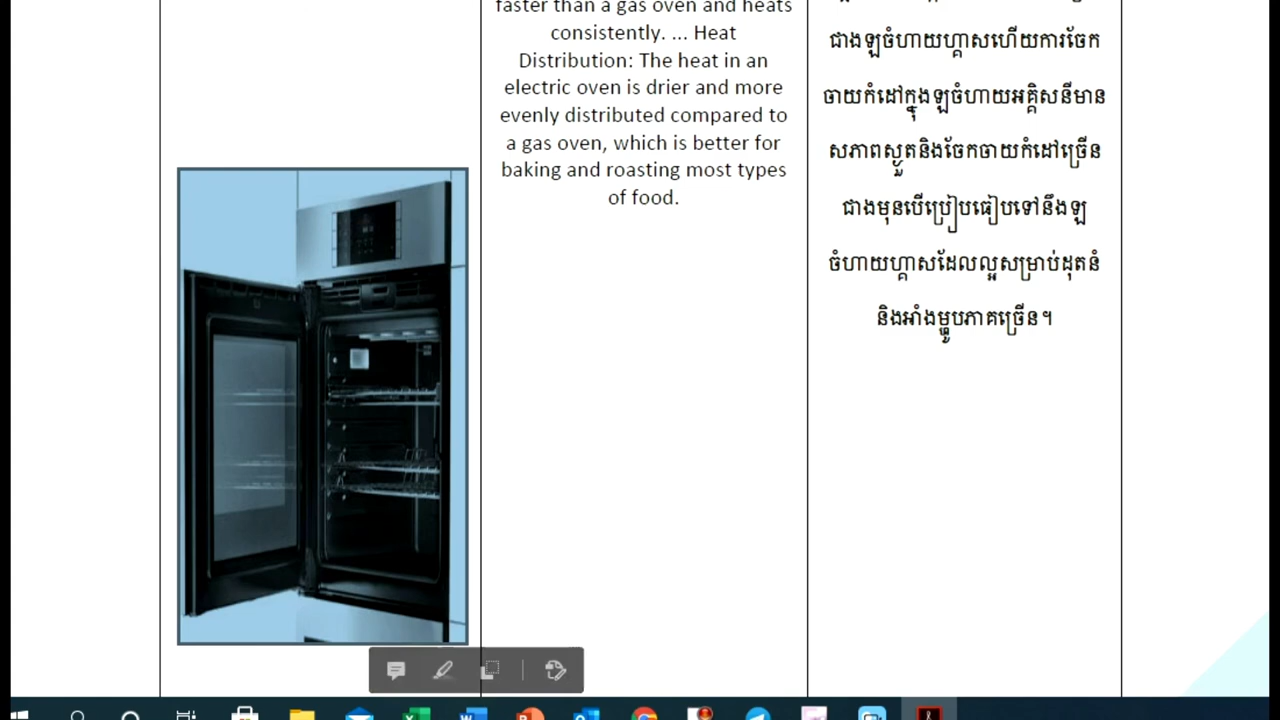 faster than a gas oven and heats
consistently. ... Heat
Distribution: The heat in an
electric oven is drier and more
evenly distributed compared to
a gas oven, which is better for
baking and roasting most types
of food.
ជាងឡចំហាយហ្គាសហើយការចែក
ចាយកំដៅក្នុងឡចំហាយអគ្គិសនីមាន
សភាពស្ងួតនិងចែកចាយកំដៅច្រើន
ជាងមុនបើប្រៀបធៀបទៅនឹងឡ
ចំហាយហ្គាសដែលល្អសម្រាប់ដុតនំ
និងអាំងម្ហូបភាគច្រើន។